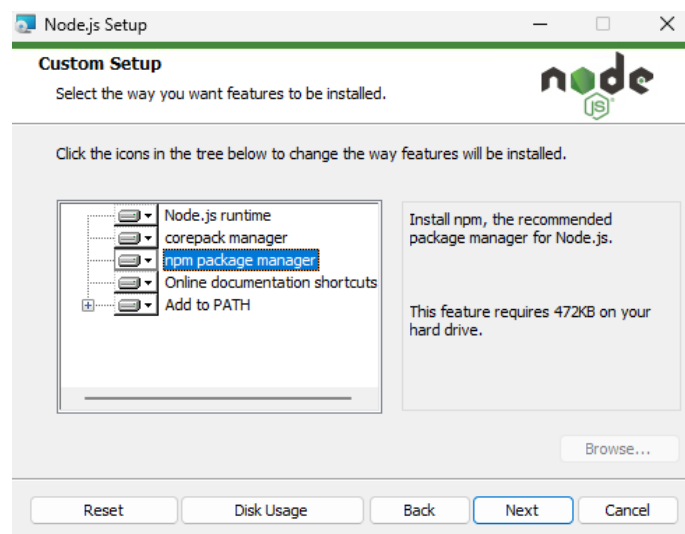 Node.js Setup
Custom Setup
Select the way you want features to be installed.
node
JS
Click the icons in the tree below to change the way features will be installed.
Node.js runtime
corepack manager
npm package manager
Online documentation shortcuts
Add to PATH
Install npm, the recommended
package manager for Node.js.
This feature requires 472KB on your
hard drive.
Browse...
Reset
Disk Usage
Back
Next
Cancel